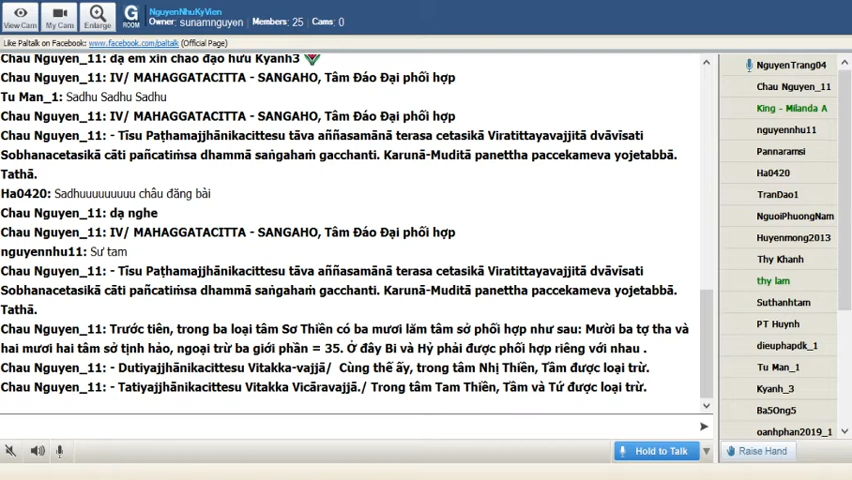 View Cam
My Cam
Enlarge
G
ROOM
NguyenNhuKyVien
Owner: sunamnguyen Members: 25 Cams: 0
Like Paltalk on Facebook: www.facebook.com/paltalk (Official Page)
Chau Nguyen_11: dạ em xin chào đạo hữu Kyanh3
Chau Nguyen_11: IV/ MAHAGGATACITTA - SANGAHO, Tâm Đáo Đại phối hợp
Tu Man_1: Sadhu Sadhu Sadhu
Chau Nguyen_11: IV/ MAHAGGATACITTA - SANGAHO, Tâm Đáo Đại phối hợp
Chau Nguyen_11: - Tīsu Paṭhamajjhānikacittesu tāva aññasamānā terasa cetasikā Viratittayavajjitā dvāvīsati
Sobhanacetasikā cāti pañcatiṁsa dhammā saṅgahaṁ gacchanti. Karunā-Muditā panettha paccekameva yojetabbā.
Tathā.
Ha0420: Sadhuuuuuuuuu châu đăng bài
Chau Nguyen_11: dạ nghe
Chau Nguyen_11: IV/ MAHAGGATACITTA - SANGAHO, Tâm Đáo Đại phối hợp
nguyennhu11: Sư tam
Chau Nguyen_11: - Tīsu Paṭhamajjhānikacittesu tāva aññasamānā terasa cetasikā Viratittayavajjitā dvāvīsati
Sobhanacetasikā cāti pañcatiṁsa dhammā saṅgahaṁ gacchanti. Karunā-Muditā panettha paccekameva yojetabbā.
Tathā.
Chau Nguyen_11: Trước tiên, trong ba loại tâm Sơ Thiền có ba mươi lăm tâm sở phối hợp như sau: Mười ba tợ tha và
hai mươi hai tâm sở tịnh hảo, ngoại trừ ba giới phần = 35. Ở đây Bi và Hỷ phải được phối hợp riêng với nhau .
Chau Nguyen_11: - Dutiyajjhānikacittesu Vitakka-vajjā/ Cùng thế ấy, trong tâm Nhị Thiền, Tầm được loại trừ.
Chau Nguyen_11: - Tatiyajjhānikacittesu Vitakka Vicāravajjā./ Trong tâm Tam Thiền, Tầm và Tứ được loại trừ.
NguyenTrang04
Chau Nguyen_11
King - Milanda A
nguyennhu11
Pannaramsi
Ha0420
TranDao1
NguoiPhuongNam
Huyenmong2013
Thy Khanh
thy lam
Suthanhtam
PT Huynh
dieuphapdk_1
Tu Man_1
Kyanh_3
Ba5Ong5
oanhphan2019_1
Hold to Talk
Raise Hand